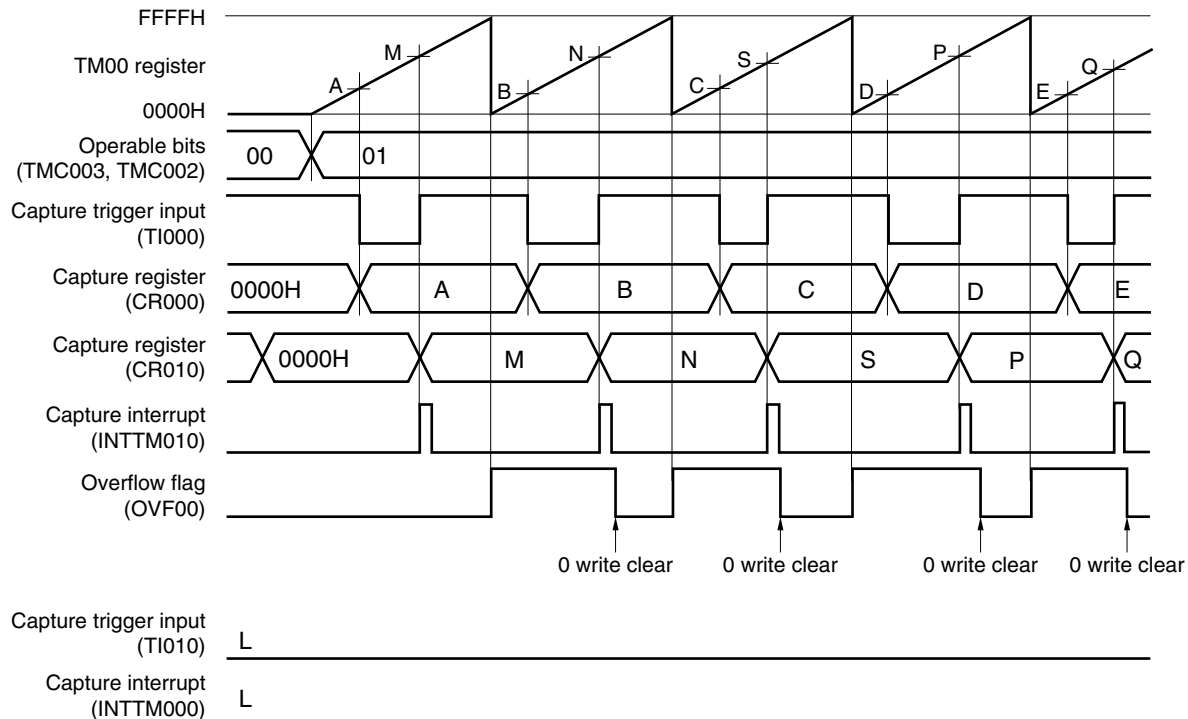 FFFFH
TM00 register
0000H
A M B N C S D P E Q
Operable bits
(TMC003, TMC002)
00 01
Capture trigger input
(TI000)
Capture register
(CR000)
0000H A B C D E
Capture register
(CR010)
0000H M N S P Q
Capture interrupt
(INTTM010)
Overflow flag
(OVF00)
0 write clear 0 write clear 0 write clear 0 write clear
Capture trigger input
(TI010)
L
Capture interrupt
(INTTM000)
L